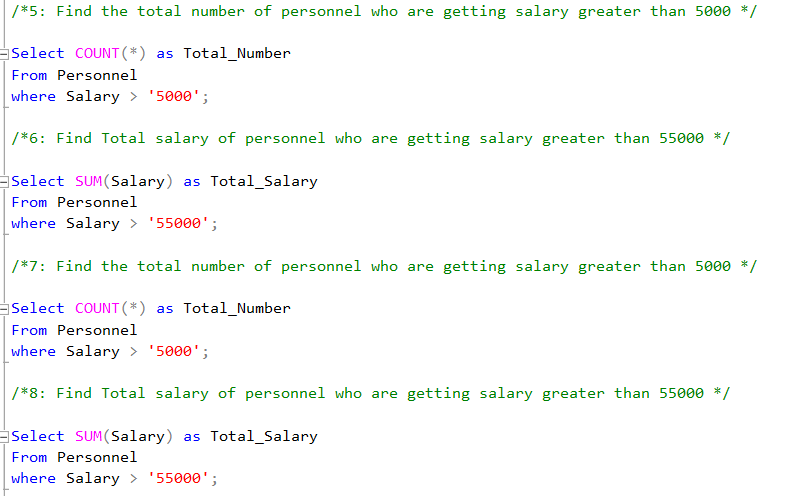 /*5: Find the total number of personnel who are getting salary greater than 5000 */
Select COUNT(*) as Total_Number
From Personnel
where Salary > '5000';
/*6: Find Total salary of personnel who are getting salary greater than 55000 */
Select SUM(Salary) as Total_Salary
From Personnel
where Salary > '55000';
/*7: Find the total number of personnel who are getting salary greater than 5000 */
Select COUNT(*) as Total_Number
From Personnel
where Salary > '5000';
/*8: Find Total salary of personnel who are getting salary greater than 55000 */
Select SUM(Salary) as Total_Salary
From Personnel
where Salary > '55000';